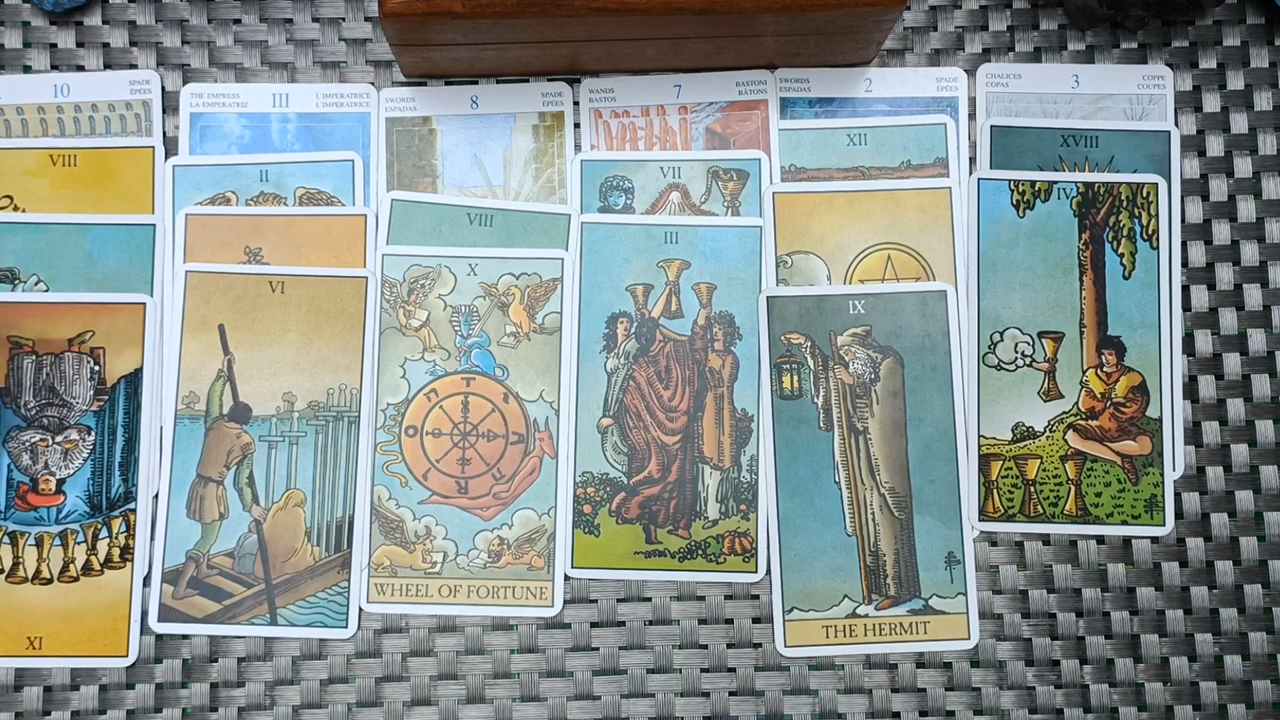 10
SPADE
ÉPÉES
VIII
IX
THE EMPRESS
LA EMPERATRIZ
III
L'IMPERATRICE
L'IMPÉRATRICE
II
VI
SWORDS
ESPADAS
8
SPADE
ÉPÉES
VIII
X
T
A
R
O
WHEEL OF FORTUNE
WANDS
BASTOS
7
BASTONI
BÂTONS
VII
III
SWORDS
ESPADAS
2
SPADE
ÉPÉES
XII
IX
THE HERMIT
CHALICES
COPAS
3
COPPE
COUPES
XVIII
IV